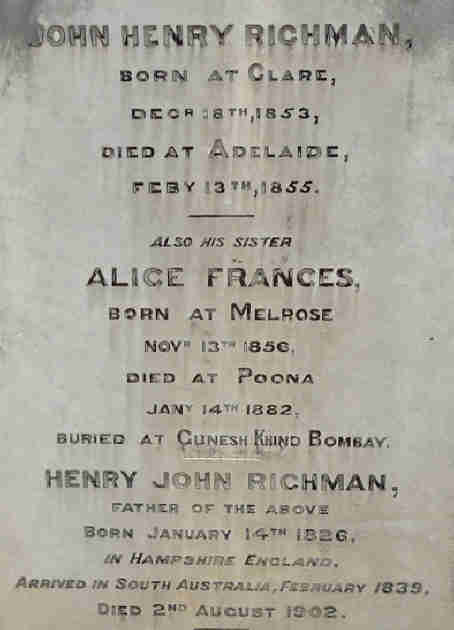 JOHN HENRY RICHMAN,
BORN AT CLARE,
DECR 18TH, 1853,
DIED AT ADELAIDE,
FEBY 13TH, 1855.
ALSO HIS SISTER
ALICE FRANCES,
BORN AT MELROSE
NOVR 13TH 1856,
DIED AT POONA
JANY 14TH 1882,
BURIED AT GUNESH KHIND BOMBAY.
HENRY JOHN RICHMAN,
FATHER OF THE ABOVE
BORN JANUARY 14TH 1826,
IN HAMPSHIRE ENGLAND.
ARRIVED IN SOUTH AUSTRALIA, FEBRUARY 1839,
DIED 2ND AUGUST 1902.